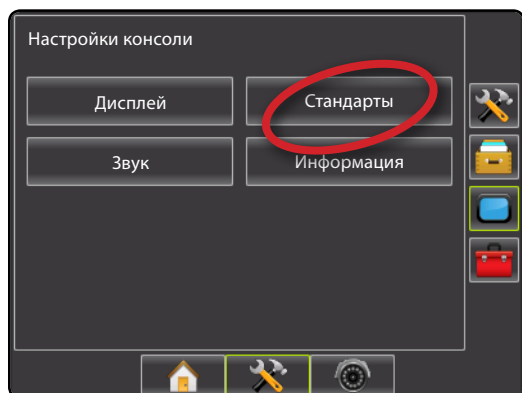 Настройки консоли
Дисплей
Стандарты
Звук
Информация